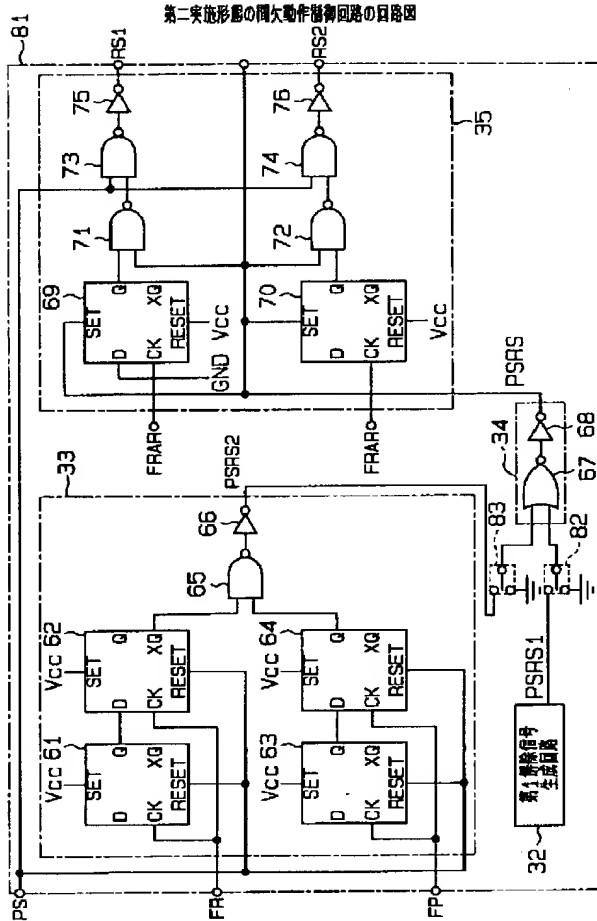 第二実施形態の間欠動作制御回路の回路図
81
PS
33
Vcc
61
SET
D
Q
CK
XQ
RESET
62
Vcc
SET
D
Q
CK
XQ
RESET
Vcc
63
SET
D
Q
CK
XQ
RESET
Vcc
64
SET
D
Q
CK
XQ
RESET
65
66
PSRS2
FR
FP
69
SET
D
Q
CK
XQ
RESET
Vcc
GND
FRAR
71
73
75
RS1
70
SET
D
Q
CK
XQ
RESET
Vcc
FRAR
72
74
76
RS2
35
PSRS
34
67
68
83
82
PSRS1
第1解除信号
生成回路
32